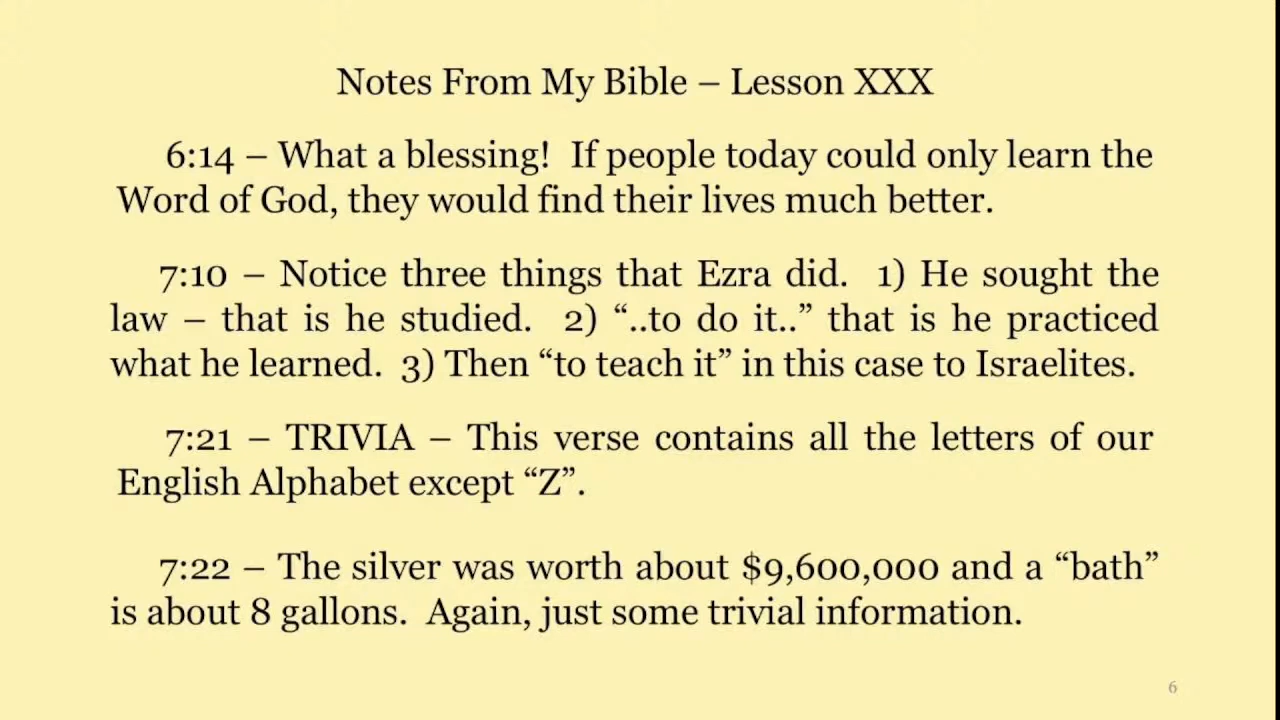 Notes From My Bible – Lesson XXX
6:14 – What a blessing!  If people today could only learn the
Word of God, they would find their lives much better.
7:10 – Notice three things that Ezra did.  1) He sought the
law – that is he studied.  2) “..to do it..” that is he practiced
what he learned.  3) Then “to teach it” in this case to Israelites.
7:21 – TRIVIA – This verse contains all the letters of our
English Alphabet except “Z”.
7:22 – The silver was worth about $9,600,000 and a “bath”
is about 8 gallons.  Again, just some trivial information.
6